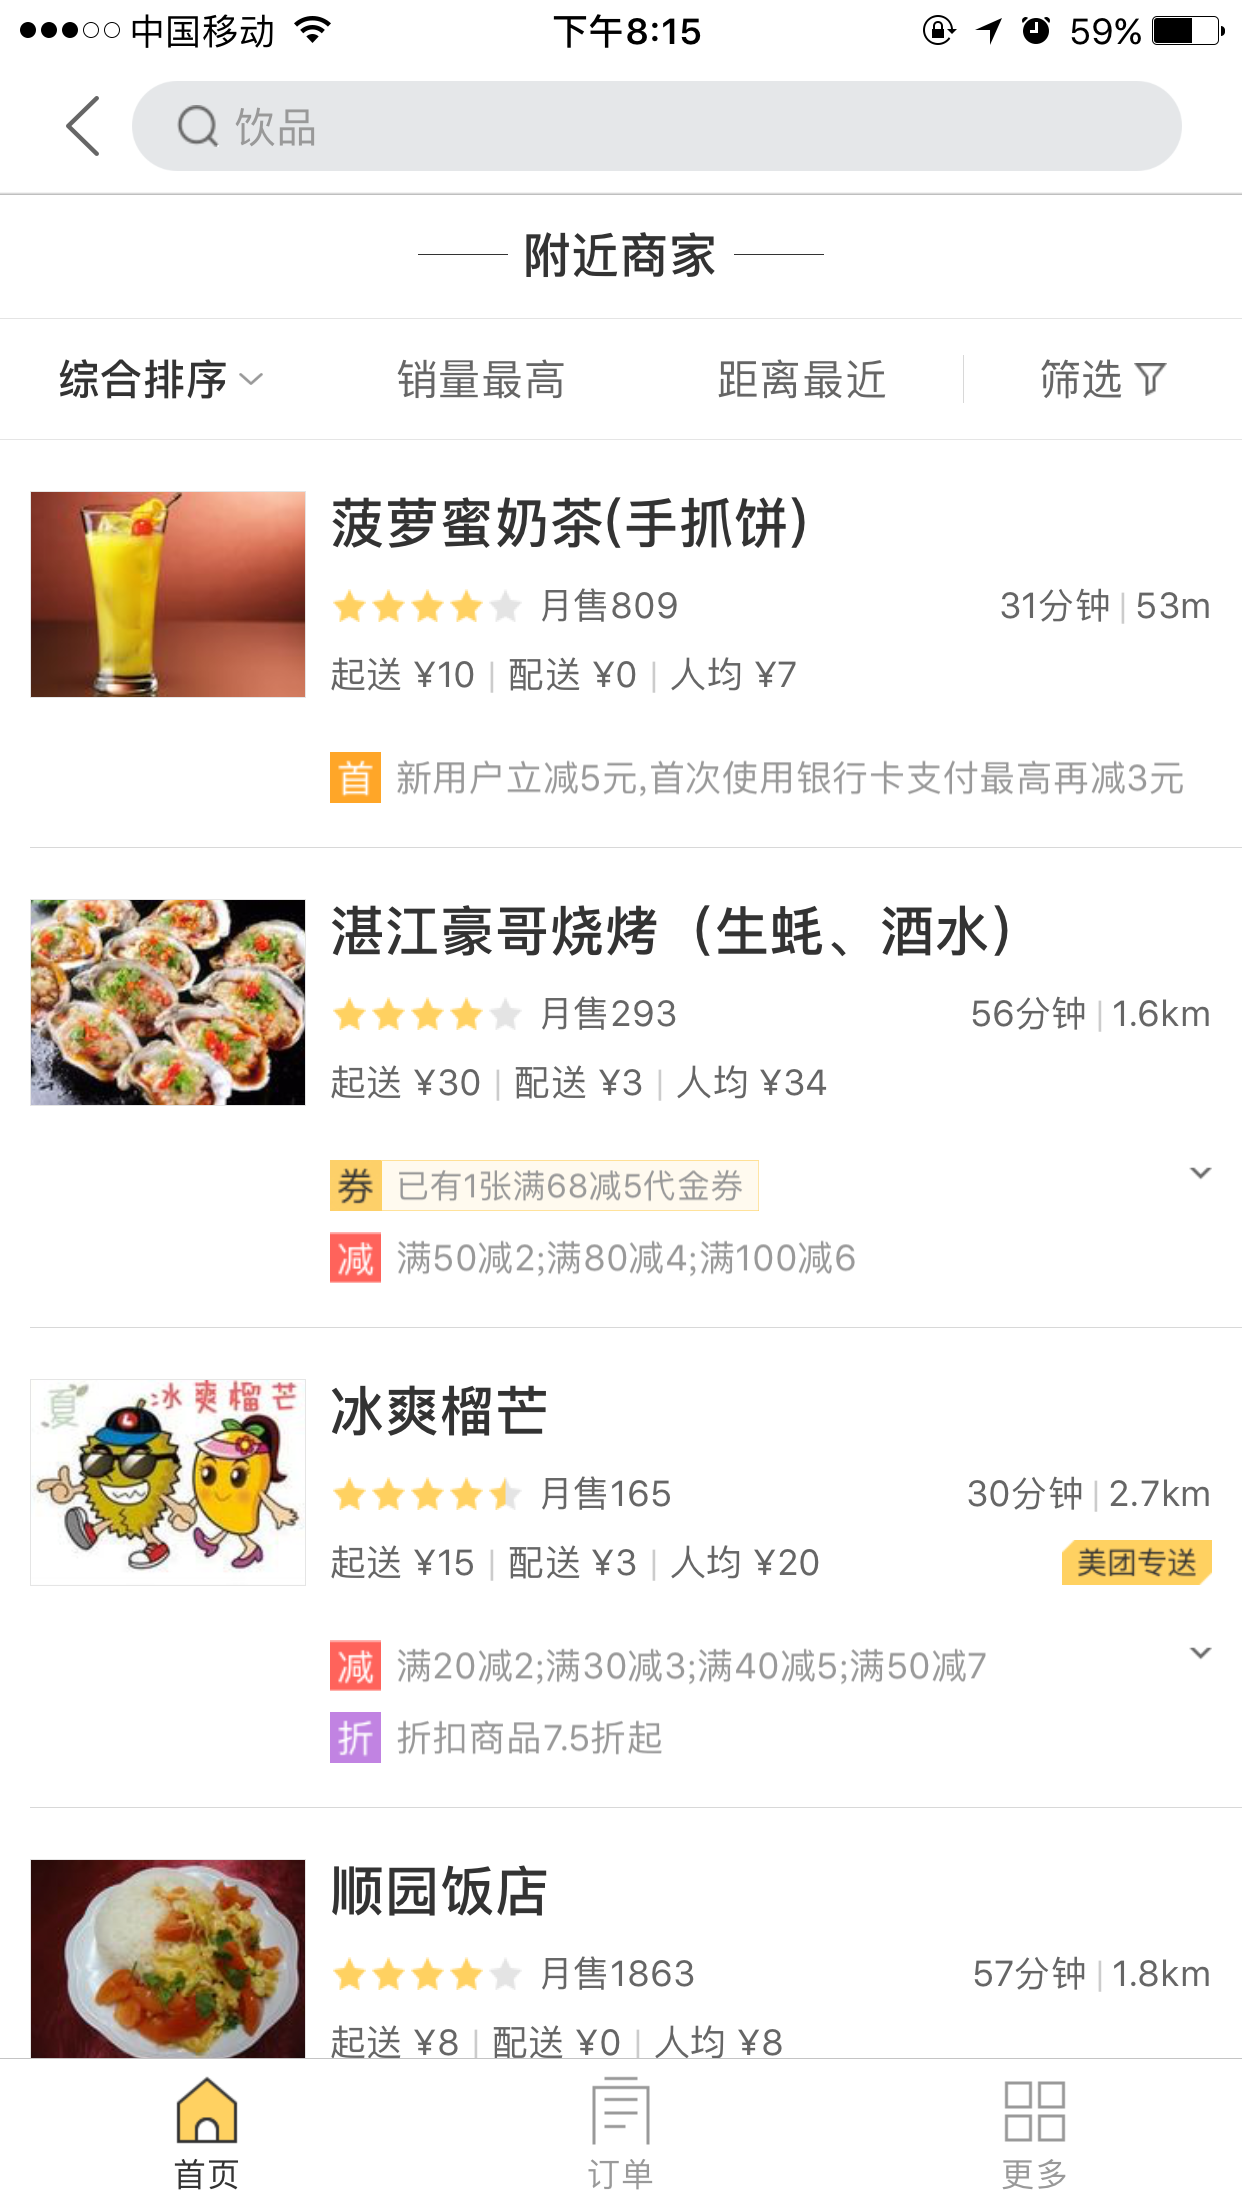 中国移动 下午8:15 59%
饮品
附近商家
综合排序 销量最高 距离最近 筛选
菠萝蜜奶茶(手抓饼)
月售809 31分钟 | 53m
起送 ¥10 | 配送 ¥0 | 人均 ¥7
首 新用户立减5元,首次使用银行卡支付最高再减3元
湛江豪哥烧烤（生蚝、酒水）
月售293 56分钟 | 1.6km
起送 ¥30 | 配送 ¥3 | 人均 ¥34
券 已有1张满68减5代金券
减 满50减2;满80减4;满100减6
夏 冰爽榴芒
冰爽榴芒
月售165 30分钟 | 2.7km
起送 ¥15 | 配送 ¥3 | 人均 ¥20 美团专送
减 满20减2;满30减3;满40减5;满50减7
折 折扣商品7.5折起
顺园饭店
月售1863 57分钟 | 1.8km
起送 ¥8 | 配送 ¥0 | 人均 ¥8
首页 订单 更多